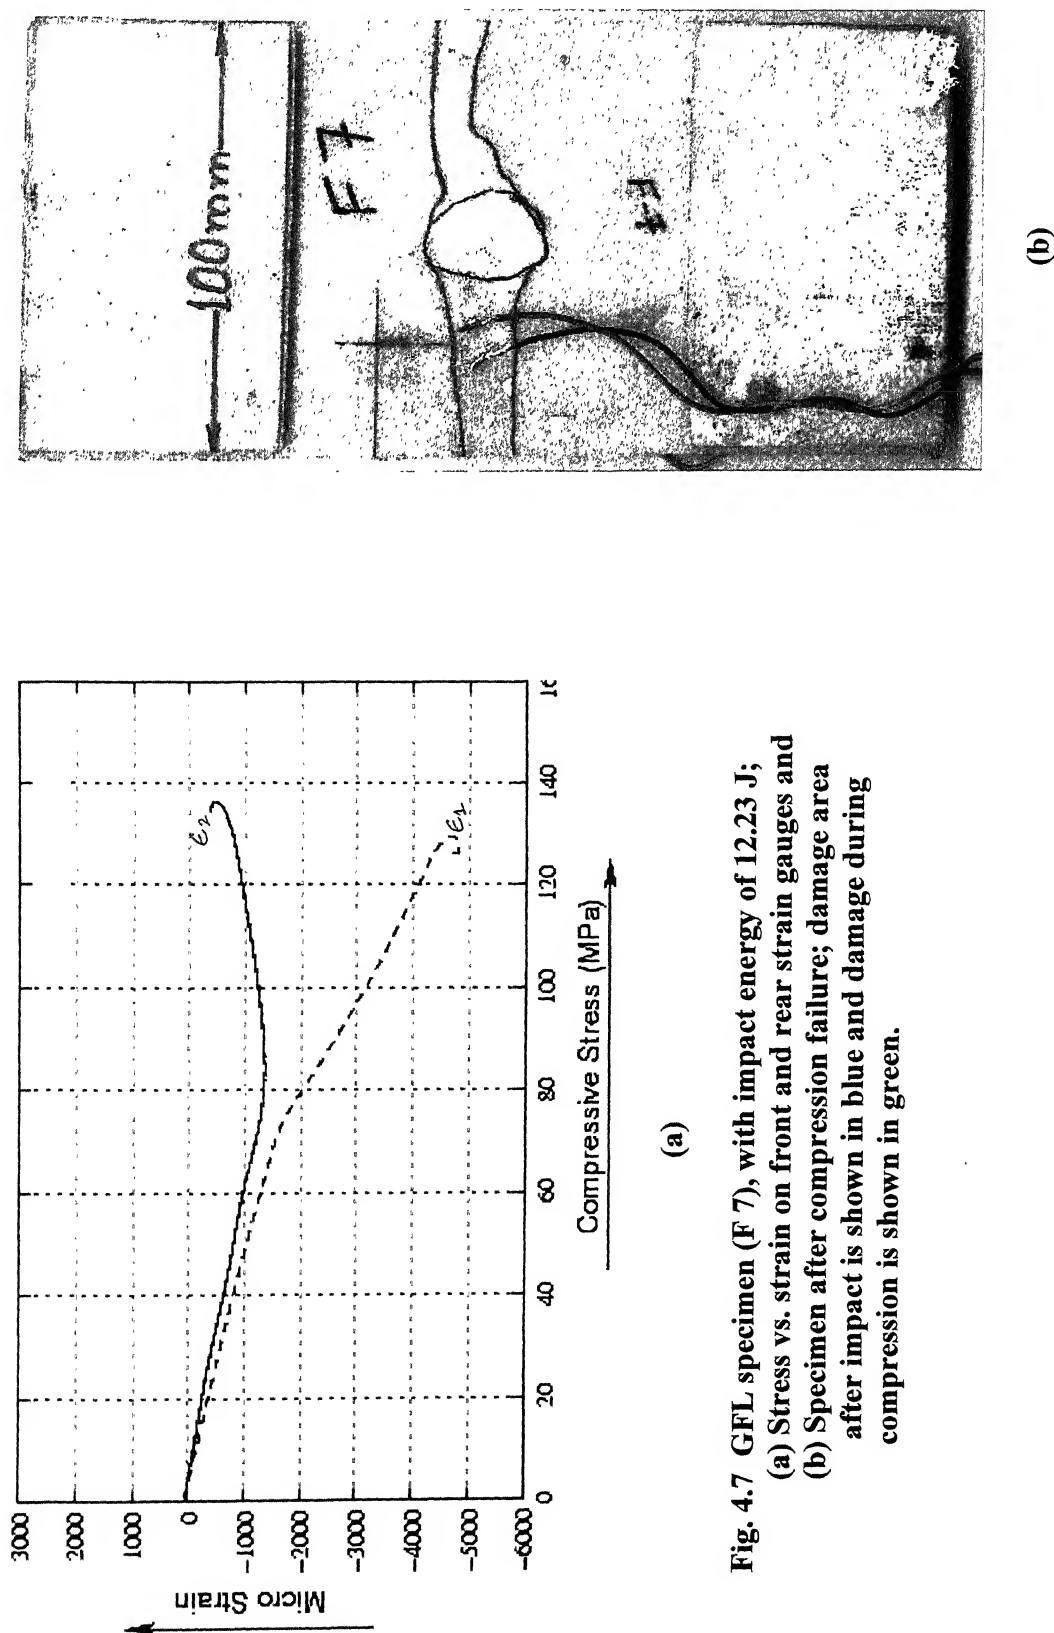 3000
2000
1000
0
-1000
-2000
-3000
-4000
-5000
-6000
Micro Strain
ε2
ε1
0 20 40 60 80 100 120 140 16
Compressive Stress (MPa)
(a)
100mm
F7
F7
(b)
Fig. 4.7 GFL specimen (F 7), with impact energy of 12.23 J;
(a) Stress vs. strain on front and rear strain gauges and
(b) Specimen after compression failure; damage area
after impact is shown in blue and damage during
compression is shown in green.